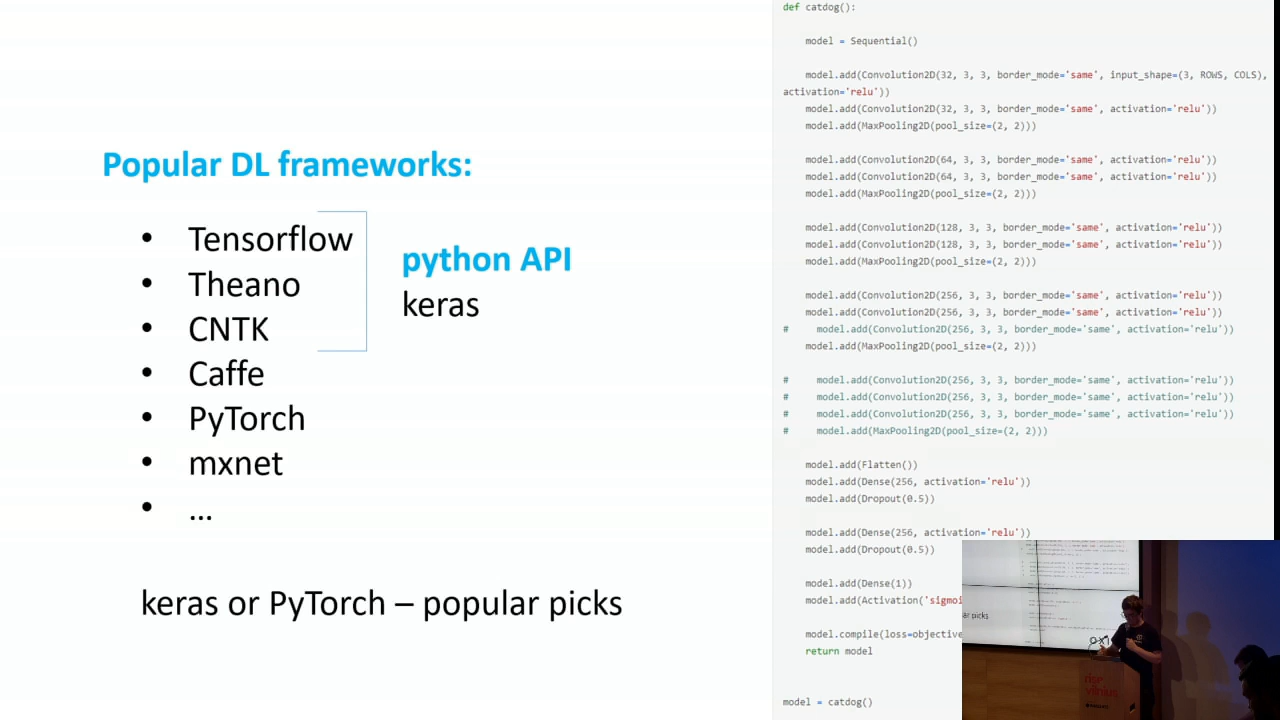 Popular DL frameworks:
• Tensorflow
• Theano
• CNTK
• Caffe
• PyTorch
• mxnet
• ...
python API
keras
keras or PyTorch – popular picks
def catdog():
model = Sequential()
model.add(Convolution2D(32, 3, 3, border_mode='same', input_shape=(3, ROWS, COLS),
activation='relu'))
model.add(Convolution2D(32, 3, 3, border_mode='same', activation='relu'))
model.add(MaxPooling2D(pool_size=(2, 2)))
model.add(Convolution2D(64, 3, 3, border_mode='same', activation='relu'))
model.add(Convolution2D(64, 3, 3, border_mode='same', activation='relu'))
model.add(MaxPooling2D(pool_size=(2, 2)))
model.add(Convolution2D(128, 3, 3, border_mode='same', activation='relu'))
model.add(Convolution2D(128, 3, 3, border_mode='same', activation='relu'))
model.add(MaxPooling2D(pool_size=(2, 2)))
model.add(Convolution2D(256, 3, 3, border_mode='same', activation='relu'))
model.add(Convolution2D(256, 3, 3, border_mode='same', activation='relu'))
# model.add(Convolution2D(256, 3, 3, border_mode='same', activation='relu'))
model.add(MaxPooling2D(pool_size=(2, 2)))
# model.add(Convolution2D(256, 3, 3, border_mode='same', activation='relu'))
# model.add(Convolution2D(256, 3, 3, border_mode='same', activation='relu'))
# model.add(Convolution2D(256, 3, 3, border_mode='same', activation='relu'))
# model.add(MaxPooling2D(pool_size=(2, 2)))
model.add(Flatten())
model.add(Dense(256, activation='relu'))
model.add(Dropout(0.5))
model.add(Dense(256, activation='relu'))
model.add(Dropout(0.5))
model.add(Dense(1))
model.add(Activation('sigmoi
model.compile(loss=objective
return model
model = catdog()
ar picks
rise
vilnius